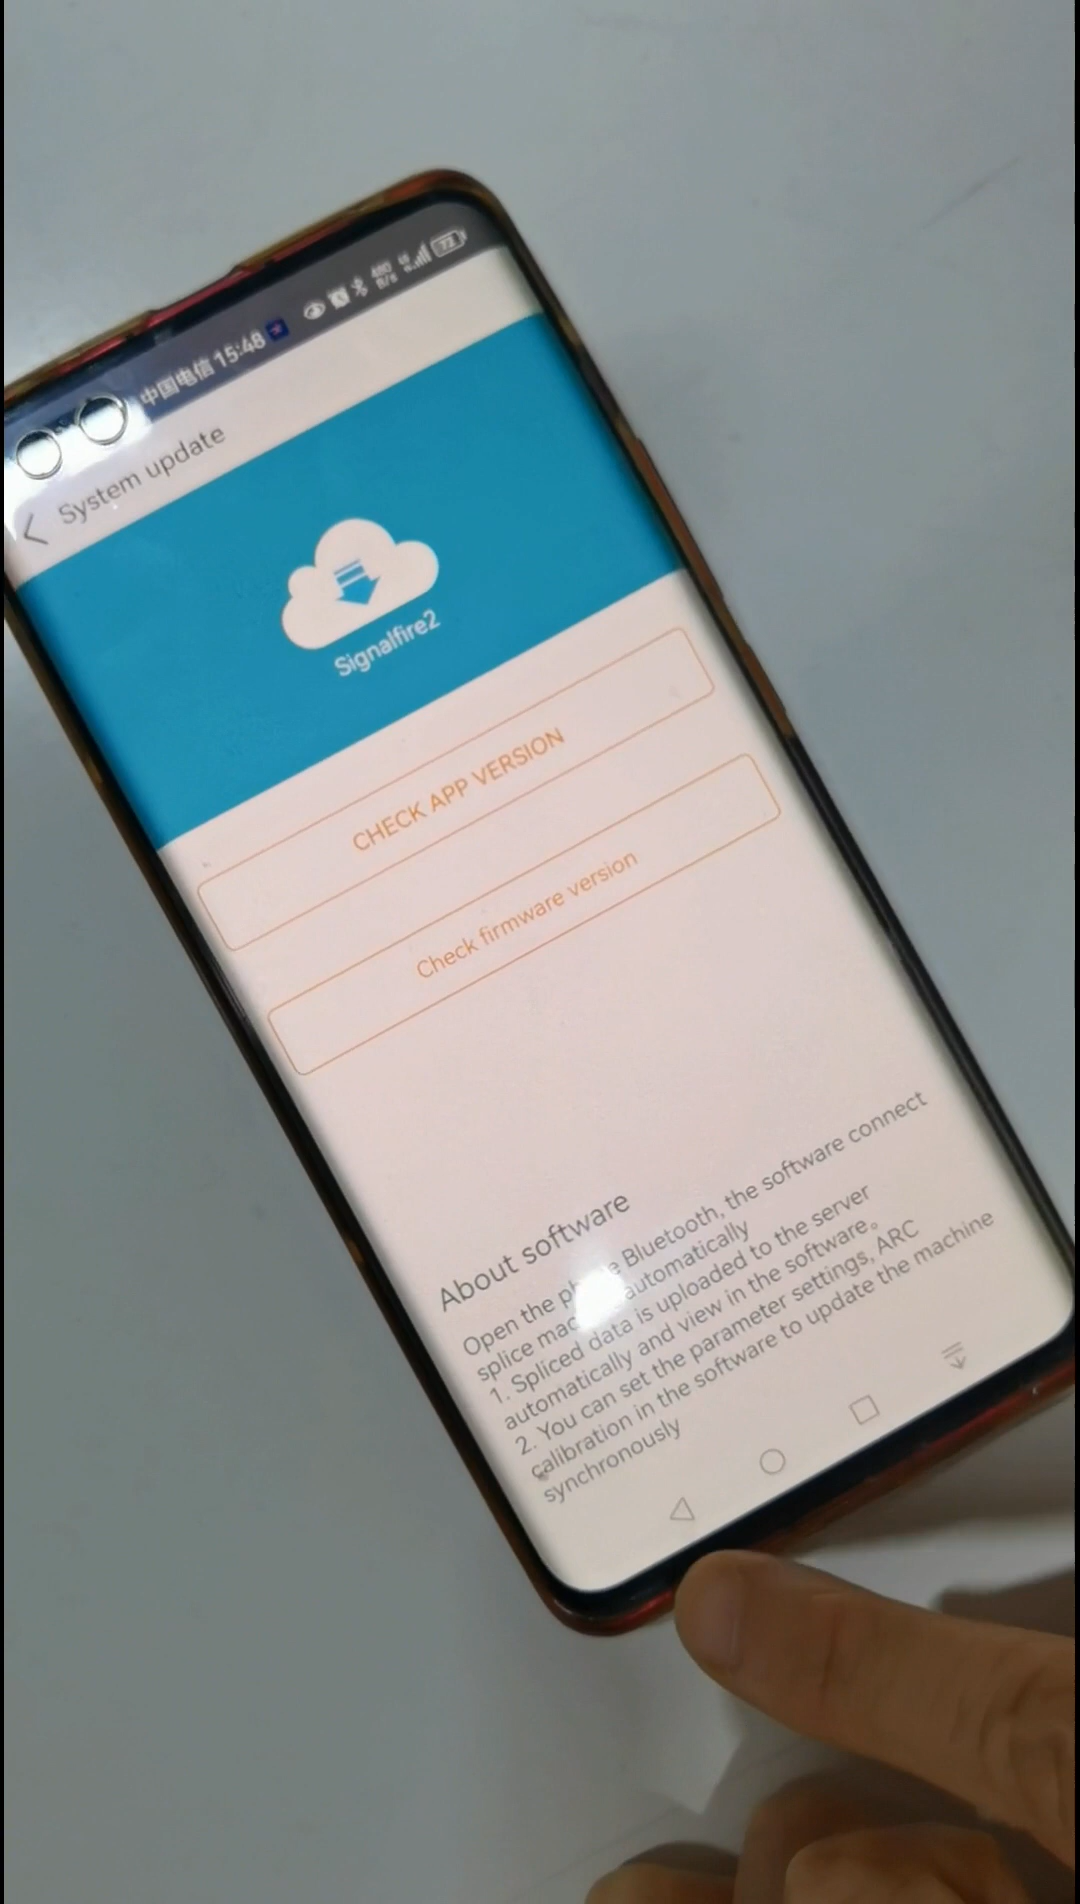 中国电信 15:48
480 B/s
72
System update
Signalfire2
CHECK APP VERSION
Check firmware version
About software
Open the Bluetooth, the software connect
splice automatically
1. Spliced data is uploaded to the server
automatically and view in the software。
2. You can set the parameter settings, ARC
calibration in the software to update the machine
synchronously